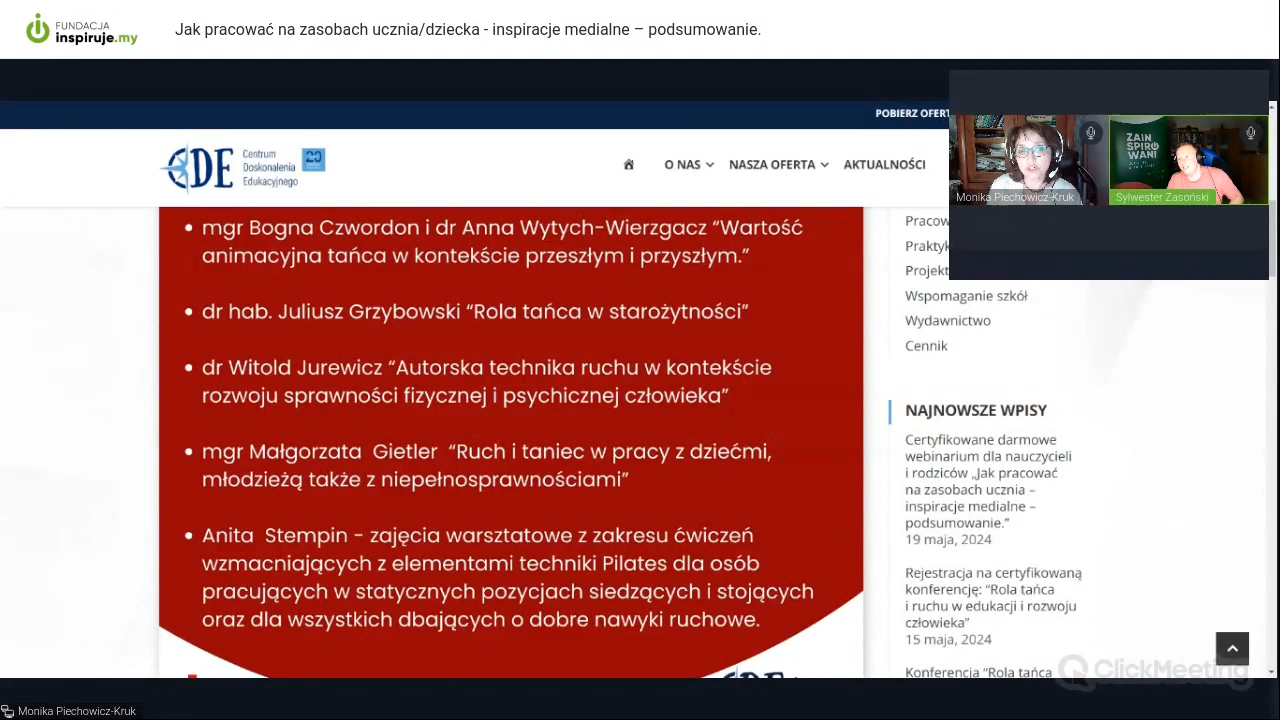 FUNDACJA
inspiruje.my
Jak pracować na zasobach ucznia/dziecka - inspiracje medialne – podsumowanie.
POBIERZ OFERT
CDE
Centrum
Doskonalenia
Edukacyjnego
20
O NAS
NASZA OFERTA
AKTUALNOŚCI
ZAIN
SPIRO
WANI
Monika Piechowicz-Kruk
Sylwester Zasoński
• mgr Bogna Czwordon i dr Anna Wytych-Wierzgacz “Wartość
animacyjna tańca w kontekście przeszłym i przyszłym.”
• dr hab. Juliusz Grzybowski “Rola tańca w starożytności”
• dr Witold Jurewicz “Autorska technika ruchu w kontekście
rozwoju sprawności fizycznej i psychicznej człowieka”
• mgr Małgorzata Gietler “Ruch i taniec w pracy z dziećmi,
młodzieżą także z niepełnosprawnościami”
• Anita Stempin - zajęcia warsztatowe z zakresu ćwiczeń
wzmacniających z elementami techniki Pilates dla osób
pracujących w statycznych pozycjach siedzących i stojących
oraz dla wszystkich dbających o dobre nawyki ruchowe.
Pracow
Praktyk
Projekt
Wspomaganie szkół
Wydawnictwo
Cennik
NAJNOWSZE WPISY
Certyfikowane darmowe
webinarium dla nauczycieli
i rodziców „Jak pracować
na zasobach ucznia –
inspiracje medialne –
podsumowanie.”
19 maja, 2024
Rejestracja na certyfikowaną
konferencję: “Rola tańca
i ruchu w edukacji i rozwoju
człowieka”
15 maja, 2024
Konferencja “Rola tańca
ClickMeeting
Monika Piechowicz-Kruk